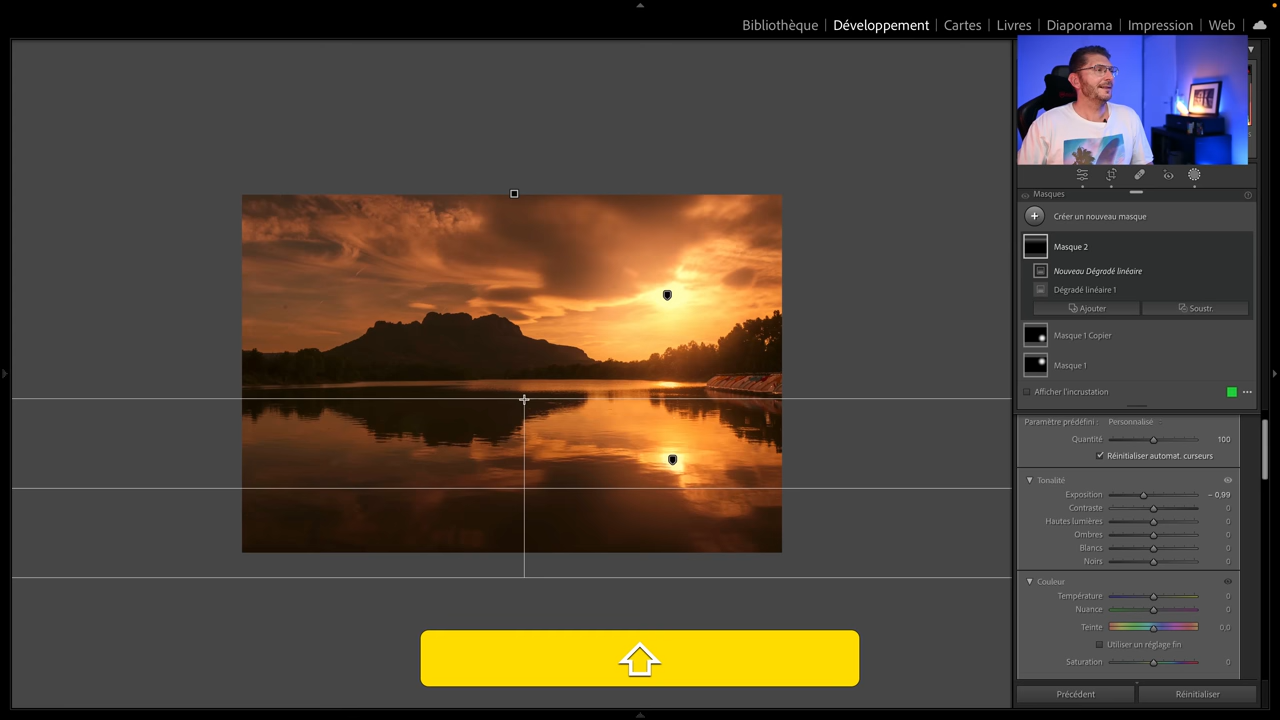 Bibliothèque | Développement | Cartes | Livres | Diaporama | Impression | Web
Masques
Créer un nouveau masque
Masque 2
Nouveau Dégradé linéaire
Dégradé linéaire 1
Ajouter Soustr.
Masque 1 Copier
Masque 1
Afficher l'incrustation
Paramètre prédéfini : Personnalisé
Quantité 100
Réinitialiser automat. curseurs
Tonalité
Exposition – 0,99
Contraste 0
Hautes lumières 0
Ombres 0
Blancs 0
Noirs 0
Couleur
Température 0
Nuance 0
Teinte 0,0
Utiliser un réglage fin
Saturation 0
Précédent Réinitialiser